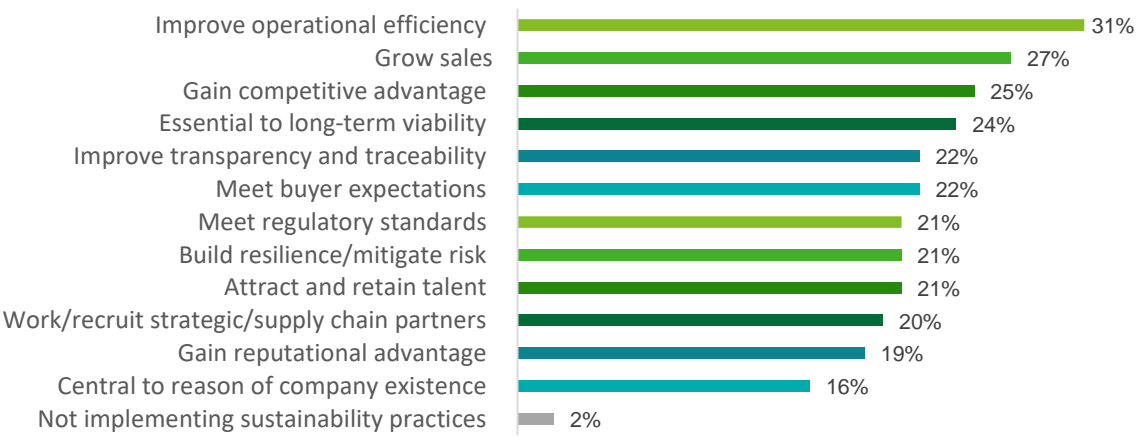 Improve operational efficiency 31%
Grow sales 27%
Gain competitive advantage 25%
Essential to long-term viability 24%
Improve transparency and traceability 22%
Meet buyer expectations 22%
Meet regulatory standards 21%
Build resilience/mitigate risk 21%
Attract and retain talent 21%
Work/recruit strategic/supply chain partners 20%
Gain reputational advantage 19%
Central to reason of company existence 16%
Not implementing sustainability practices 2%